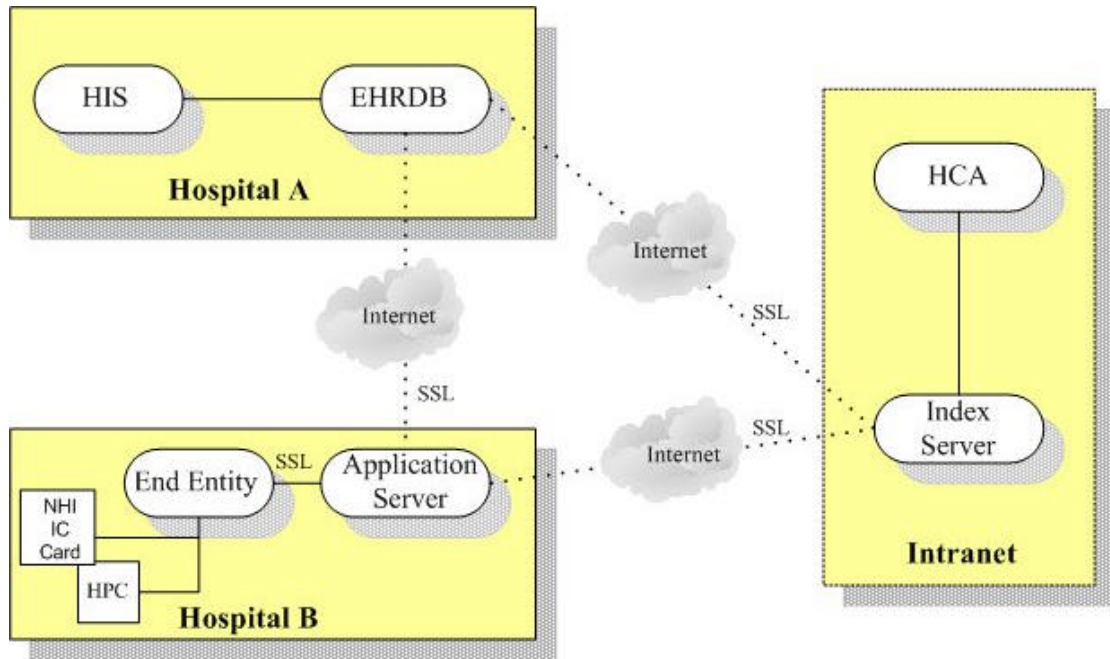 HIS
EHRDB
Hospital A
HCA
Internet
SSL
Internet
SSL
Internet
SSL
Index
Server
Intranet
End Entity
SSL
Application
Server
NHI
IC
Card
HPC
Hospital B